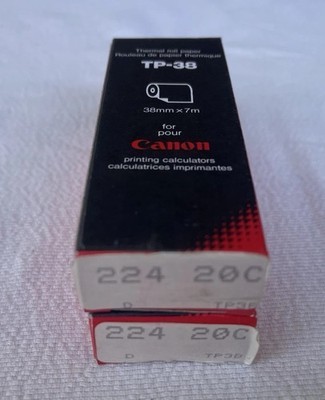 Thermal roll paper
Rouleau de papier thermique
TP-38
38mm×7m
for
pour
Canon
printing calculators
calculatrices imprimantes
224 20C
D TP38
224 20C
D TP38